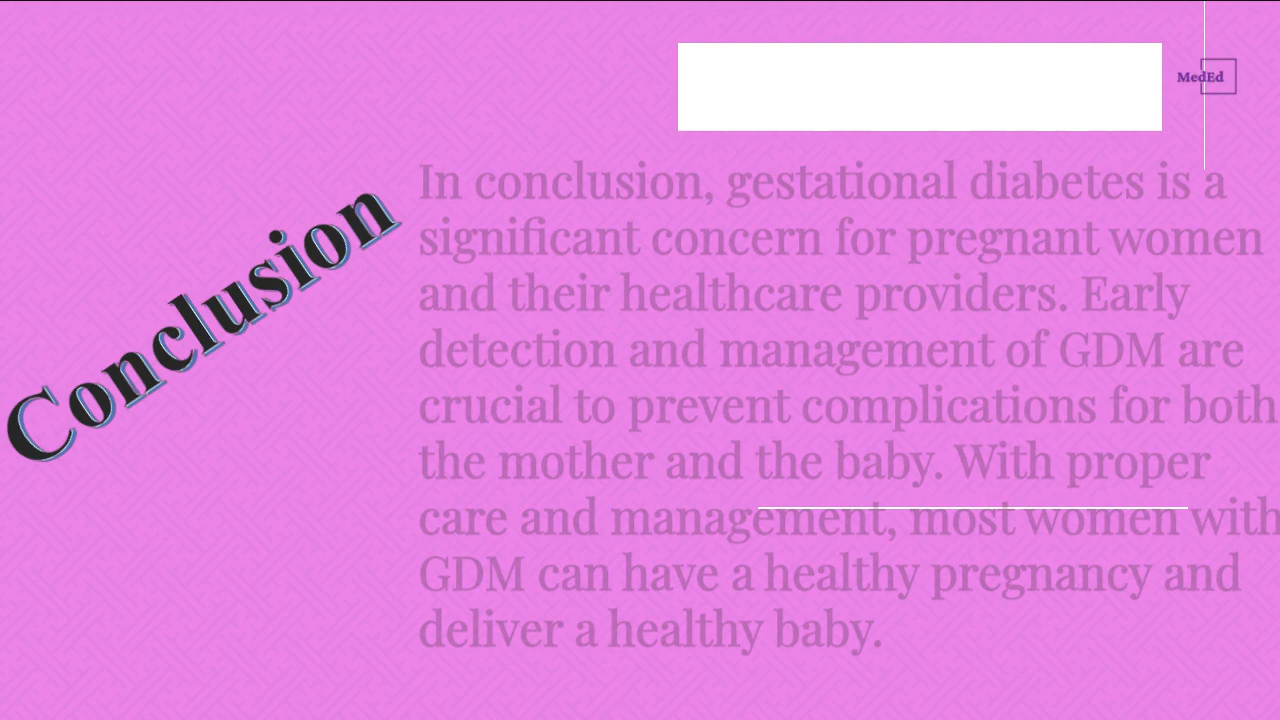 MedEd
Conclusion
In conclusion, gestational diabetes is a
significant concern for pregnant women
and their healthcare providers. Early
detection and management of GDM are
crucial to prevent complications for both
the mother and the baby. With proper
care and management, most women with
GDM can have a healthy pregnancy and
deliver a healthy baby.